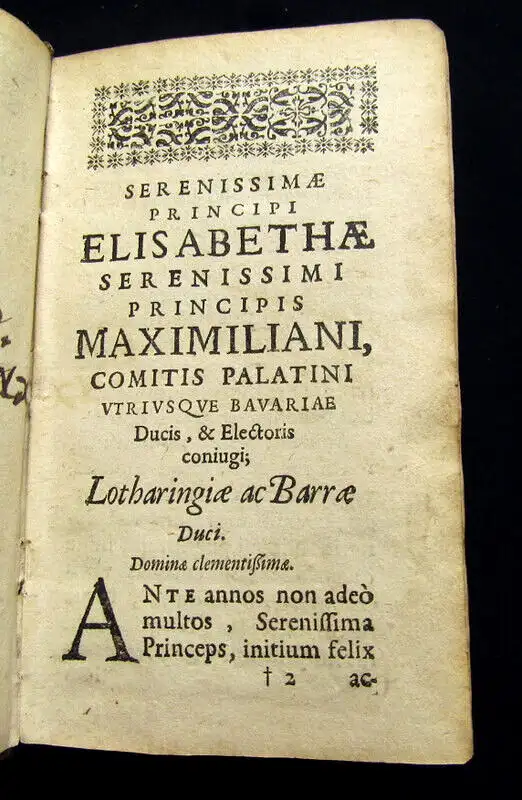 SERENISSIMÆ
PRINCIPI
ELISABETHÆ
SERENISSIMI
PRINCIPIS
MAXIMILIANI,
COMITIS PALATINI
VTRIVSQVE BAVARIAE
Ducis, & Electoris
coniugi;
Lotharingiæ ac Barræ
Duci.
Dominæ clementiſſimæ.
ANTE annos non adeò
multos, Sereniſſima
Princeps, initium felix
† 2 ac-